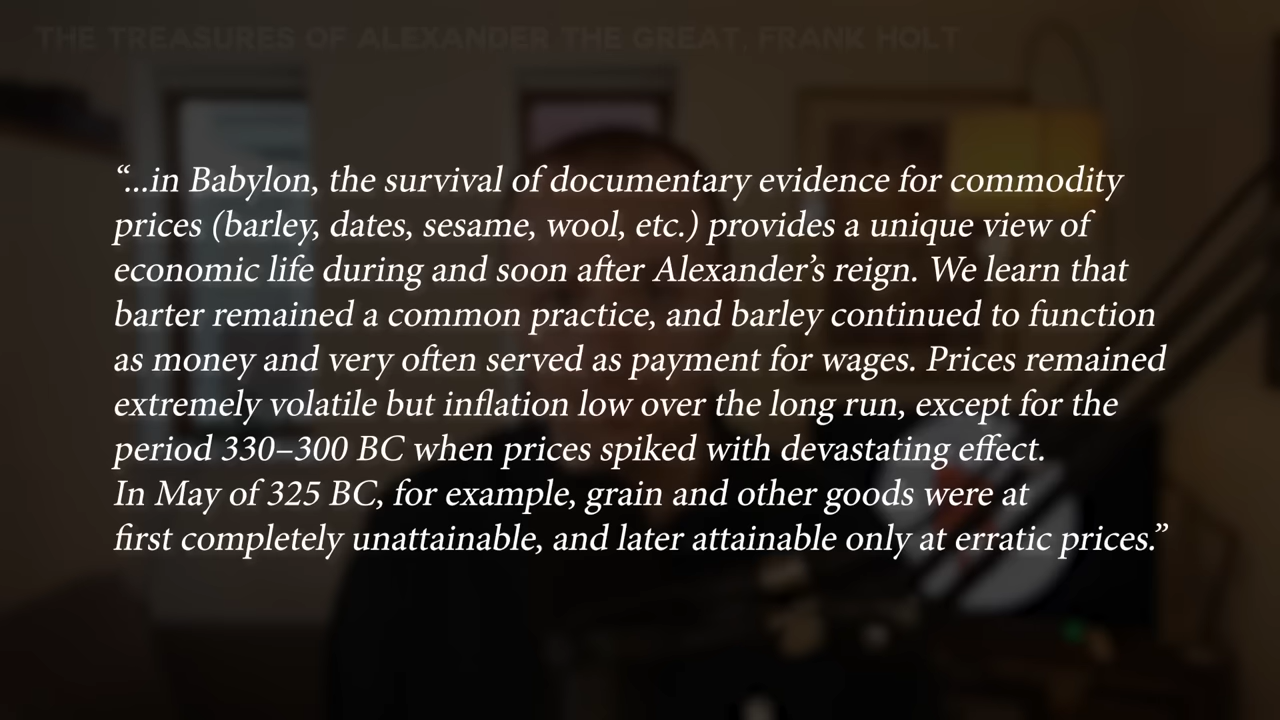 THE TREASURES OF ALEXANDER THE GREAT, FRANK HOLT
“...in Babylon, the survival of documentary evidence for commodity
prices (barley, dates, sesame, wool, etc.) provides a unique view of
economic life during and soon after Alexander’s reign. We learn that
barter remained a common practice, and barley continued to function
as money and very often served as payment for wages. Prices remained
extremely volatile but inflation low over the long run, except for the
period 330–300 BC when prices spiked with devastating effect.
In May of 325 BC, for example, grain and other goods were at
first completely unattainable, and later attainable only at erratic prices.”